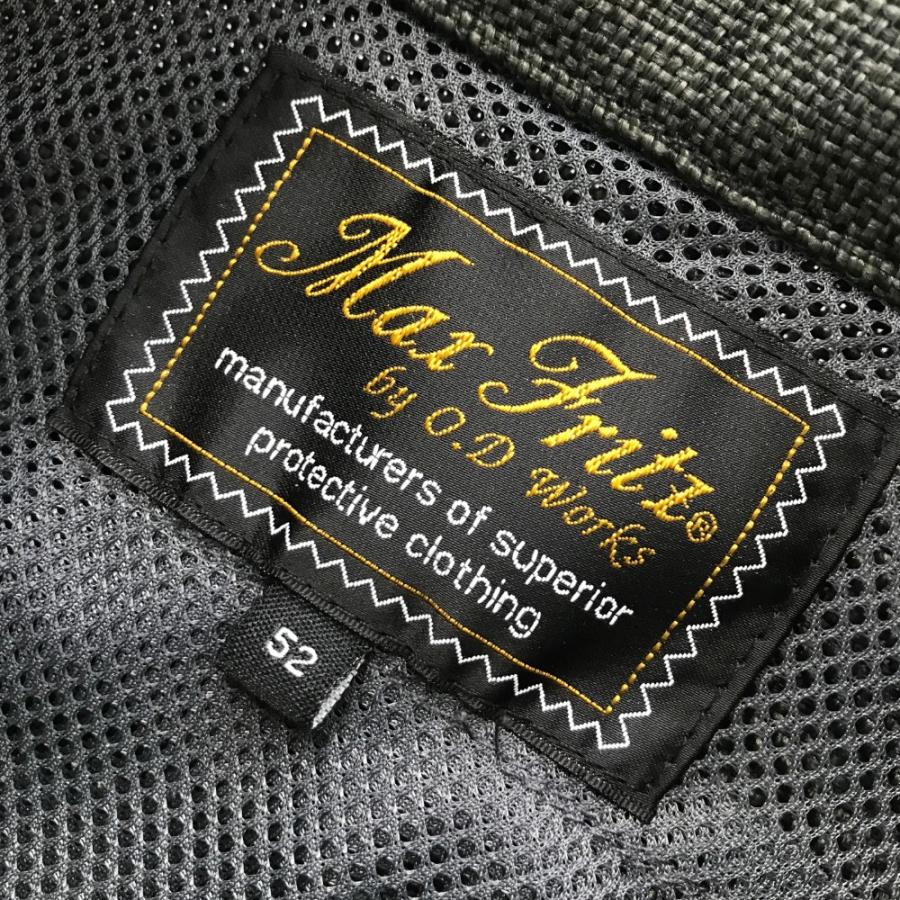 Max Fritz®
by O.D Works
manufacturers of superior
protective clothing
52